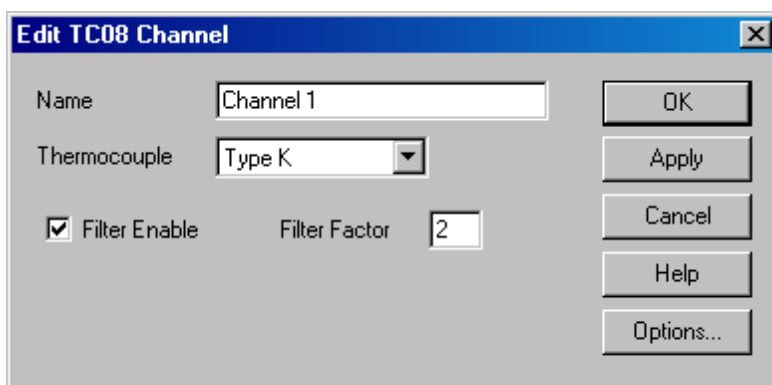 Edit TC08 Channel
Name
Channel 1
OK
Thermocouple
Type K
Apply
Filter Enable
Filter Factor
2
Cancel
Help
Options...